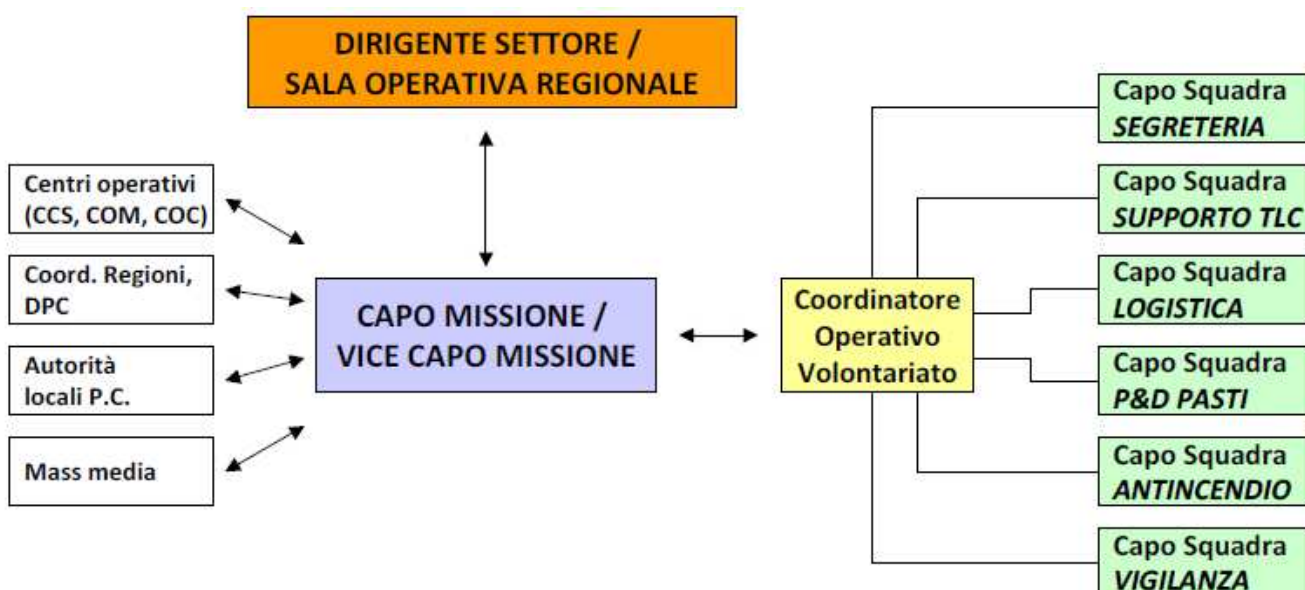 DIRIGENTE SETTORE /
SALA OPERATIVA REGIONALE
Centri operativi
(CCS, COM, COC)
Coord. Regioni,
DPC
Autorità
locali P.C.
Mass media
CAPO MISSIONE /
VICE CAPO MISSIONE
Coordinatore
Operativo
Volontariato
Capo Squadra
SEGRETERIA
Capo Squadra
SUPPORTO TLC
Capo Squadra
LOGISTICA
Capo Squadra
P&D PASTI
Capo Squadra
ANTINCENDIO
Capo Squadra
VIGILANZA